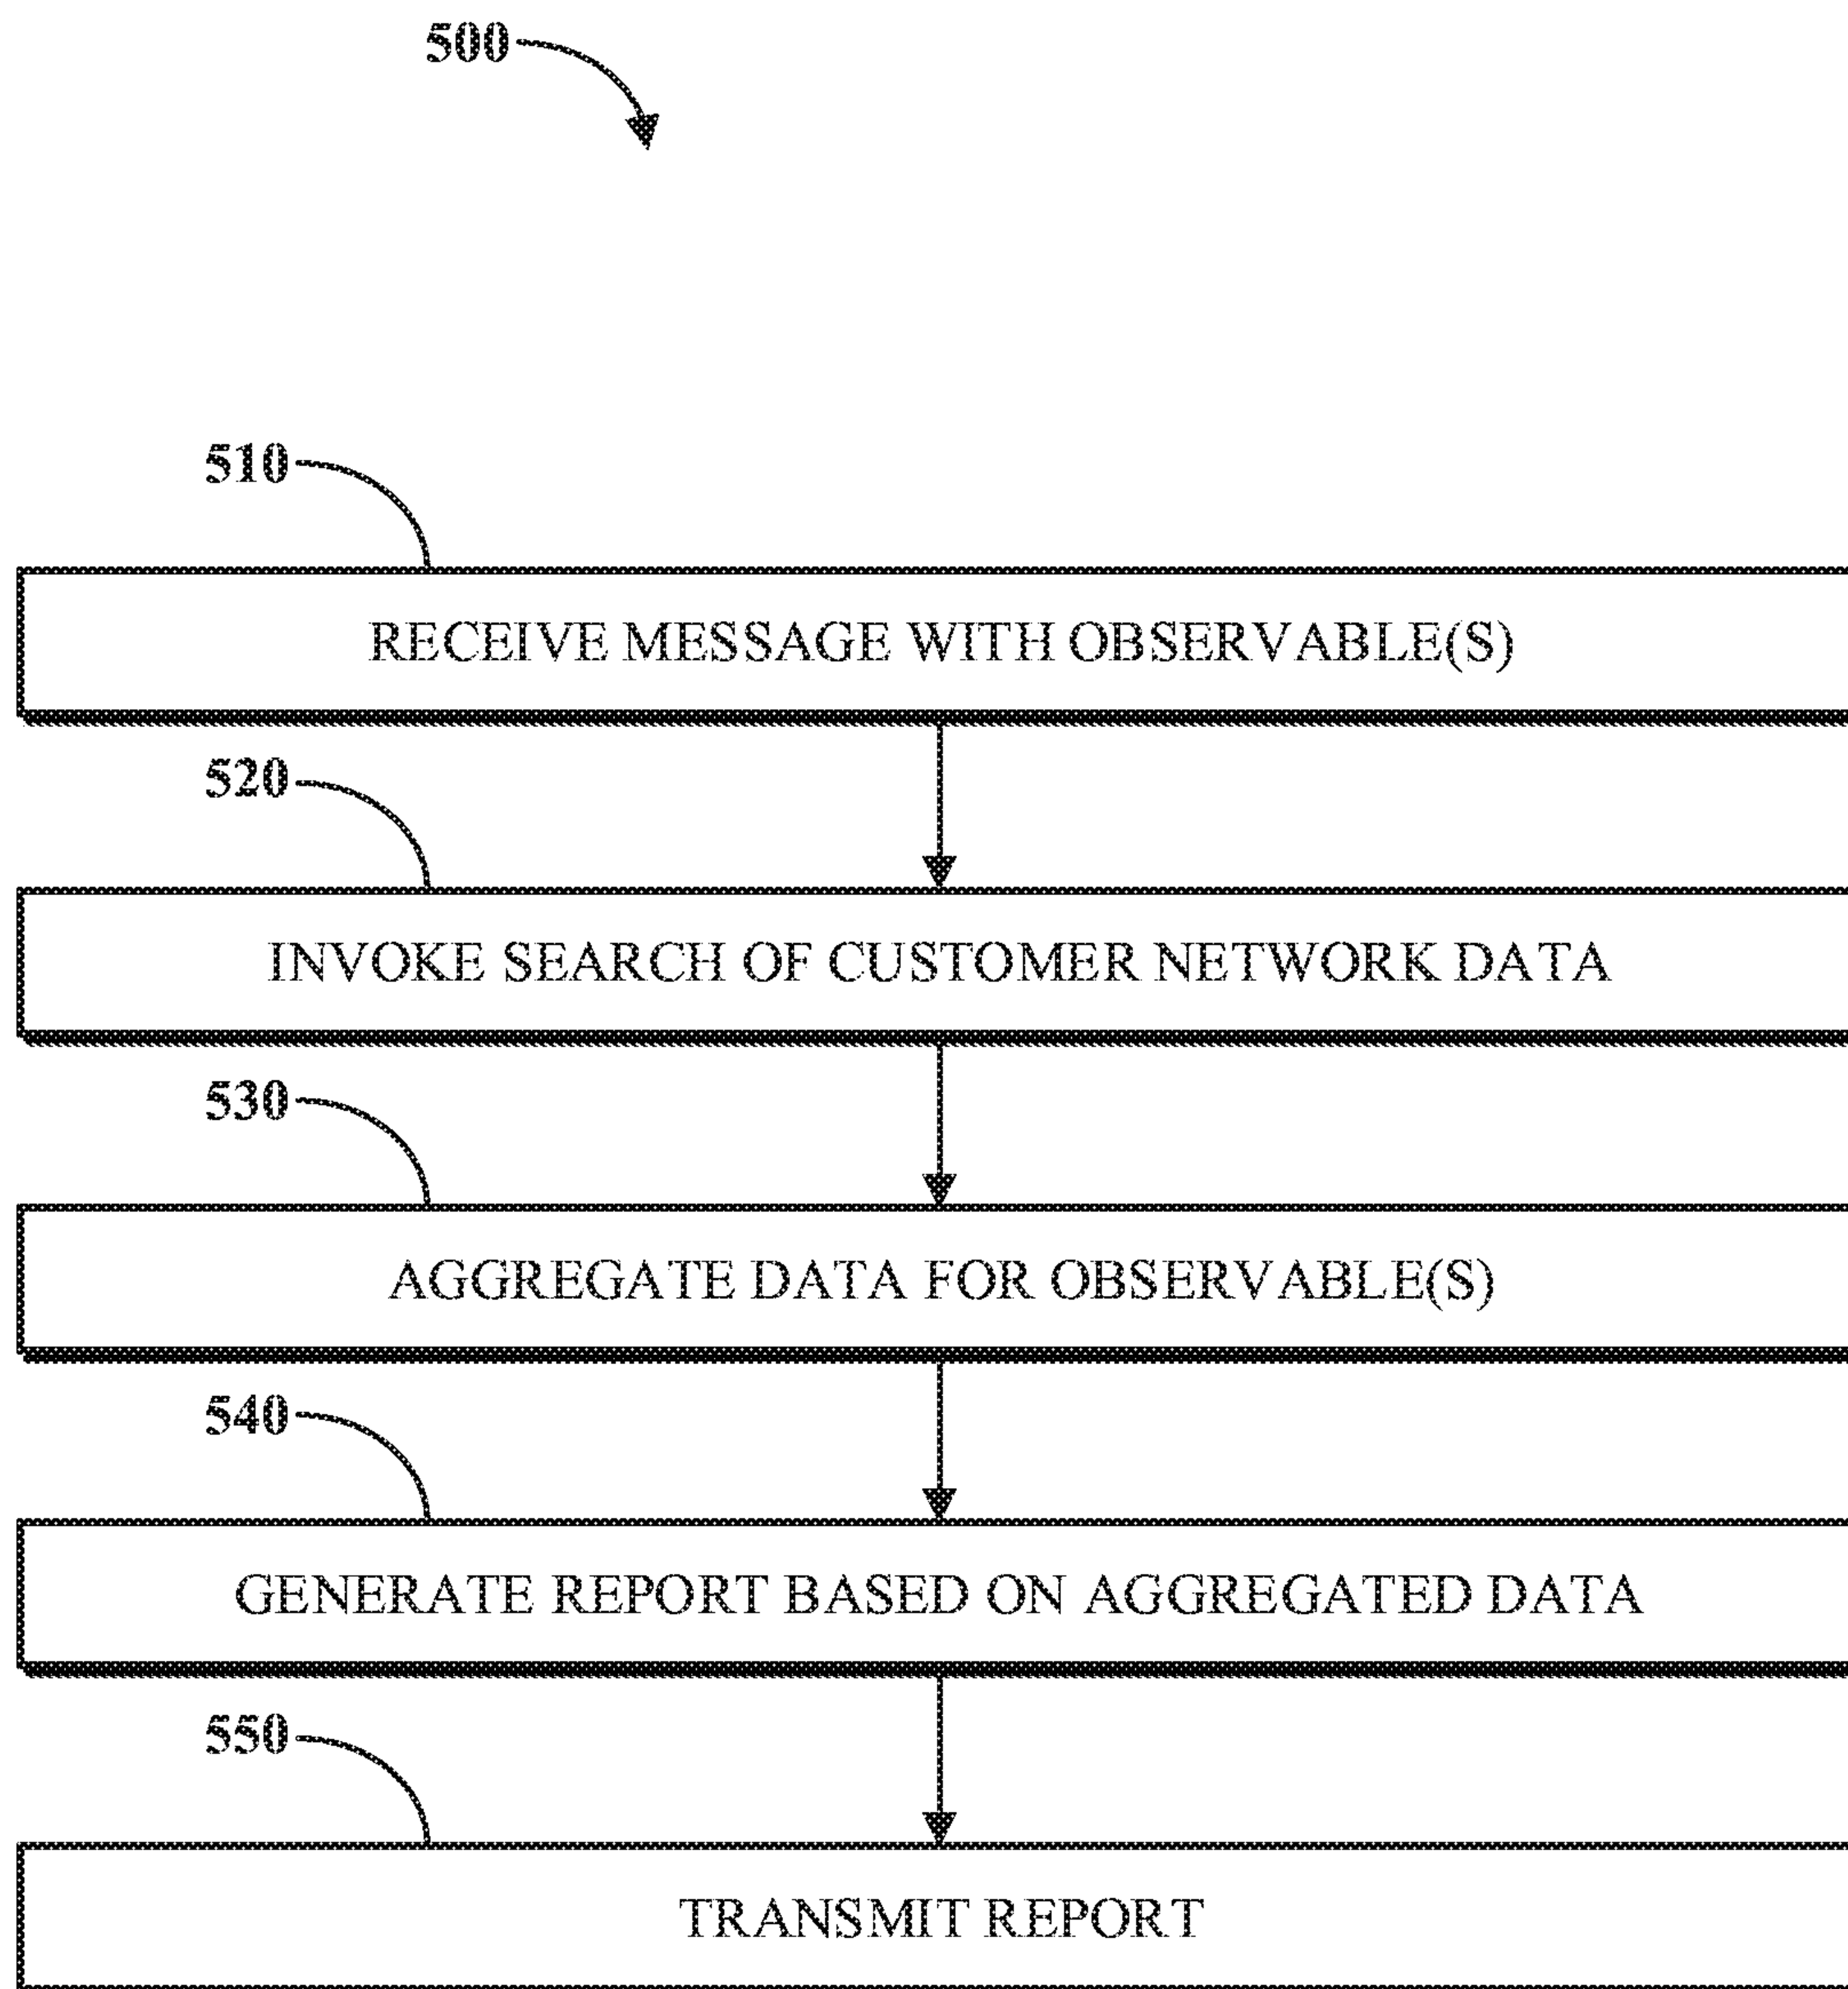 500
510
RECEIVE MESSAGE WITH OBSERVABLE(S)
520
INVOKE SEARCH OF CUSTOMER NETWORK DATA
530
AGGREGATE DATA FOR OBSERVABLE(S)
540
GENERATE REPORT BASED ON AGGREGATED DATA
550
TRANSMIT REPORT